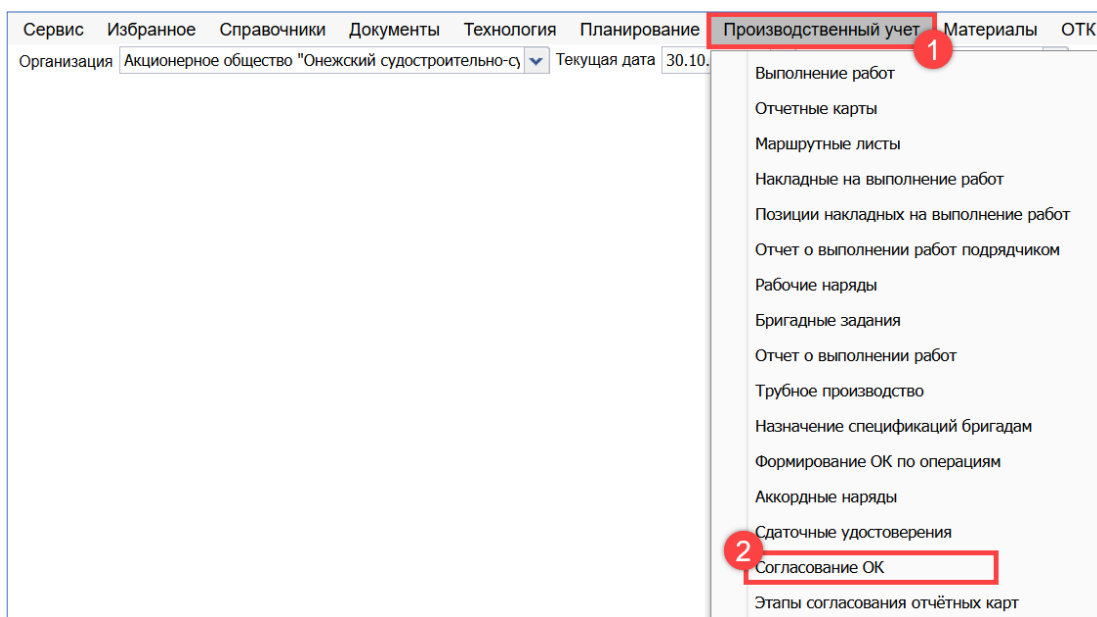 Сервис Избранное Справочники Документы Технология Планирование Производственный учет Материалы ОТК
1
Организация Акционерное общество "Онежский судостроительно-су Текущая дата 30.10.
Выполнение работ
Отчетные карты
Маршрутные листы
Накладные на выполнение работ
Позиции накладных на выполнение работ
Отчет о выполнении работ подрядчиком
Рабочие наряды
Бригадные задания
Отчет о выполнении работ
Трубное производство
Назначение спецификаций бригадам
Формирование ОК по операциям
Аккордные наряды
Сдаточные удостоверения
2
Согласование ОК
Этапы согласования отчётных карт